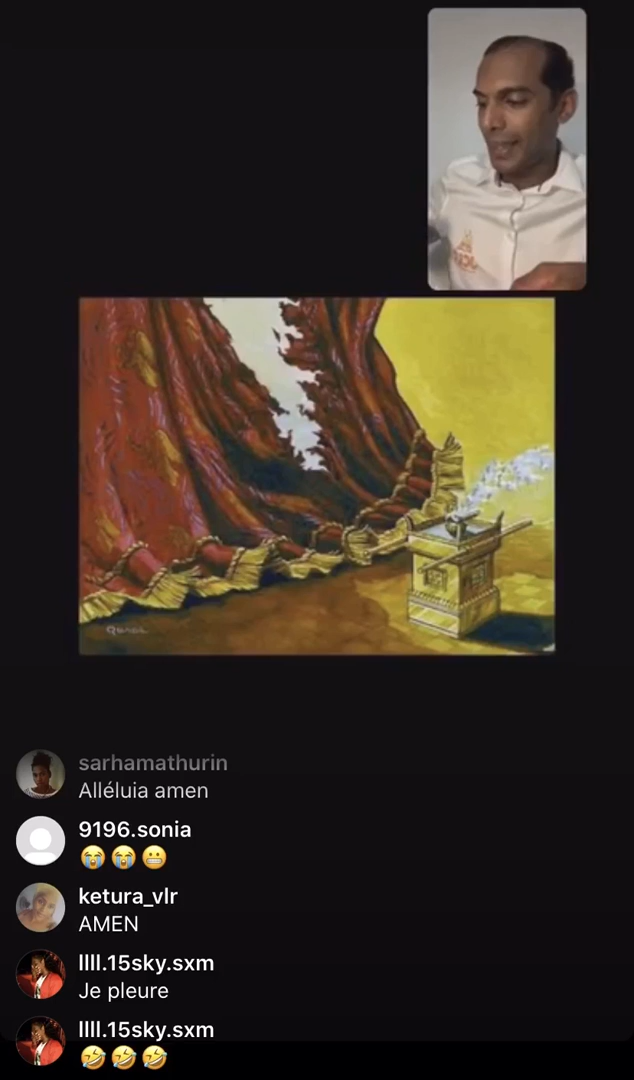 sarhamathurin
Alléluia amen
9196.sonia
😭😭😬
ketura_vlr
AMEN
llll.15sky.sxm
Je pleure
llll.15sky.sxm
🤣🤣🤣